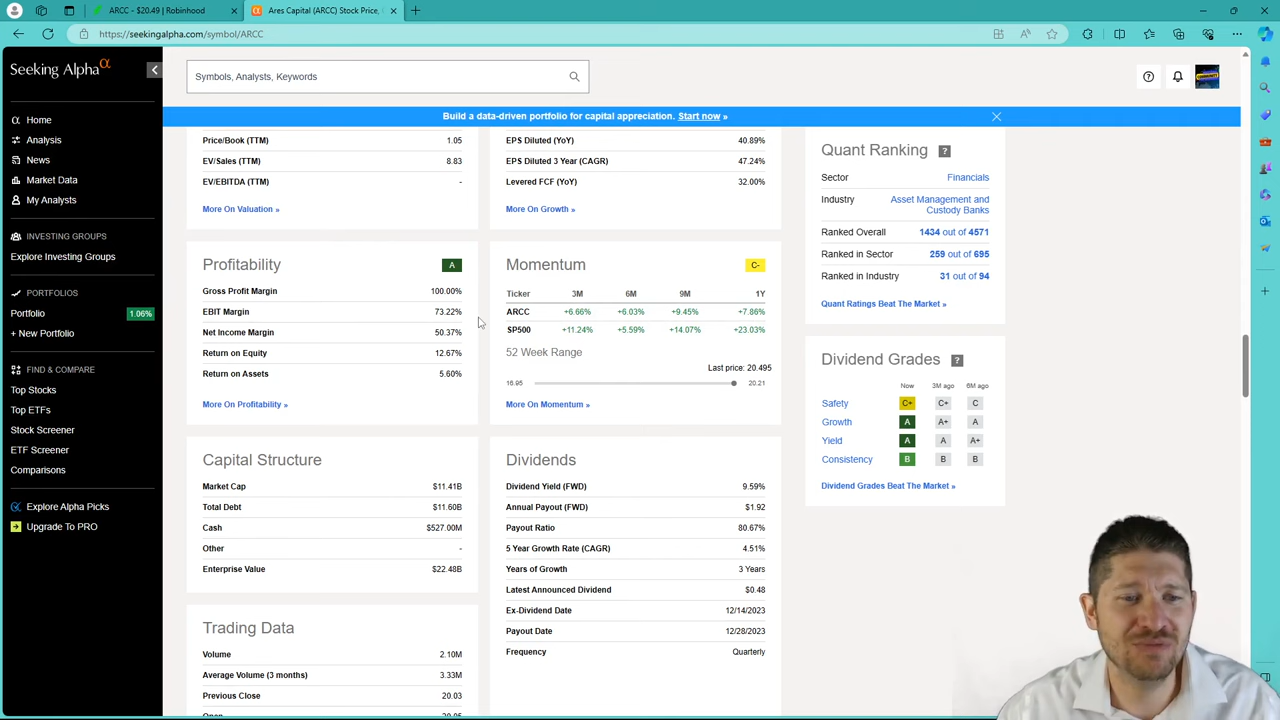 ARCC – $20.49 | Robinhood
Ares Capital (ARCC) Stock Price,
https://seekingalpha.com/symbol/ARCC
Seeking Alpha α
Home
Analysis
News
Market Data
My Analysts
INVESTING GROUPS
Explore Investing Groups
PORTFOLIOS
Portfolio 1.06%
+ New Portfolio
FIND & COMPARE
Top Stocks
Top ETFs
Stock Screener
ETF Screener
Comparisons
Explore Alpha Picks
Upgrade To PRO
Symbols, Analysts, Keywords
Build a data-driven portfolio for capital appreciation. Start now »
Price/Book (TTM) 1.05
EV/Sales (TTM) 8.83
EV/EBITDA (TTM) -
More On Valuation »
EPS Diluted (YoY) 40.89%
EPS Diluted 3 Year (CAGR) 47.24%
Levered FCF (YoY) 32.00%
More On Growth »
Profitability A
Gross Profit Margin 100.00%
EBIT Margin 73.22%
Net Income Margin 50.37%
Return on Equity 12.67%
Return on Assets 5.60%
More On Profitability »
Momentum C-
Ticker 3M 6M 9M 1Y
ARCC +6.66% +6.03% +9.45% +7.86%
SP500 +11.24% +5.59% +14.07% +23.03%
52 Week Range
Last price: 20.495
16.95 20.21
More On Momentum »
Capital Structure
Market Cap $11.41B
Total Debt $11.60B
Cash $527.00M
Other -
Enterprise Value $22.48B
Dividends
Dividend Yield (FWD) 9.59%
Annual Payout (FWD) $1.92
Payout Ratio 80.67%
5 Year Growth Rate (CAGR) 4.51%
Years of Growth 3 Years
Latest Announced Dividend $0.48
Ex-Dividend Date 12/14/2023
Payout Date 12/28/2023
Frequency Quarterly
Trading Data
Volume 2.10M
Average Volume (3 months) 3.33M
Previous Close 20.03
Quant Ranking ?
Sector Financials
Industry Asset Management and
Custody Banks
Ranked Overall 1434 out of 4571
Ranked in Sector 259 out of 695
Ranked in Industry 31 out of 94
Quant Ratings Beat The Market »
Dividend Grades ?
Now 3M ago 6M ago
Safety C+ C+ C
Growth A A+ A
Yield A A A+
Consistency B B B
Dividend Grades Beat The Market »